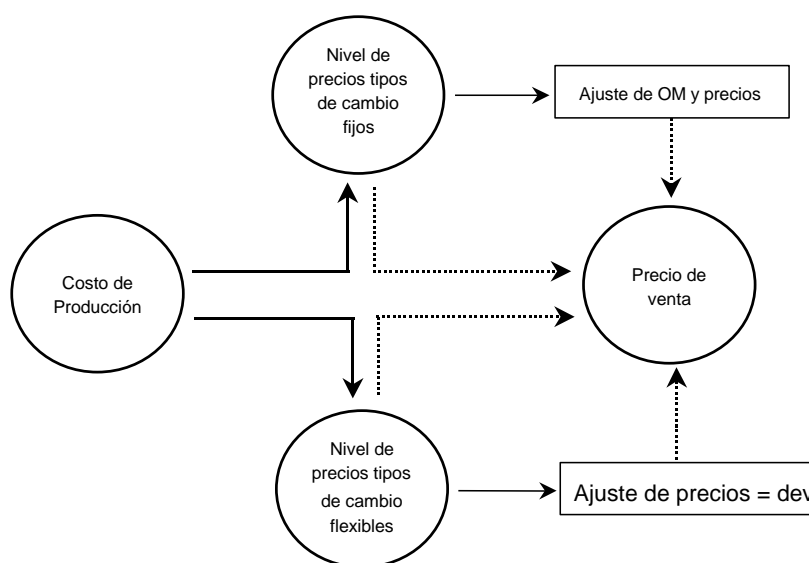 Nivel de
precios tipos
de cambio
fijos
Ajuste de OM y precios
Costo de
Producción
Precio de
venta
Nivel de
precios tipos
de cambio
flexibles
Ajuste de precios = dev